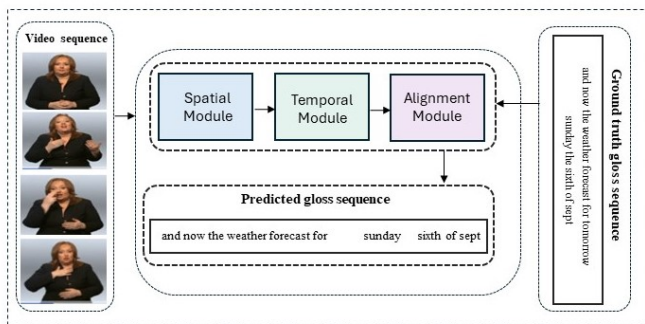 Video sequence
Spatial
Module
Temporal
Module
Alignment
Module
Predicted gloss sequence
and now the weather forecast for sunday sixth of sept
Ground truth gloss sequence
and now the weather forecast for tomorrow
sunday the sixth of sept